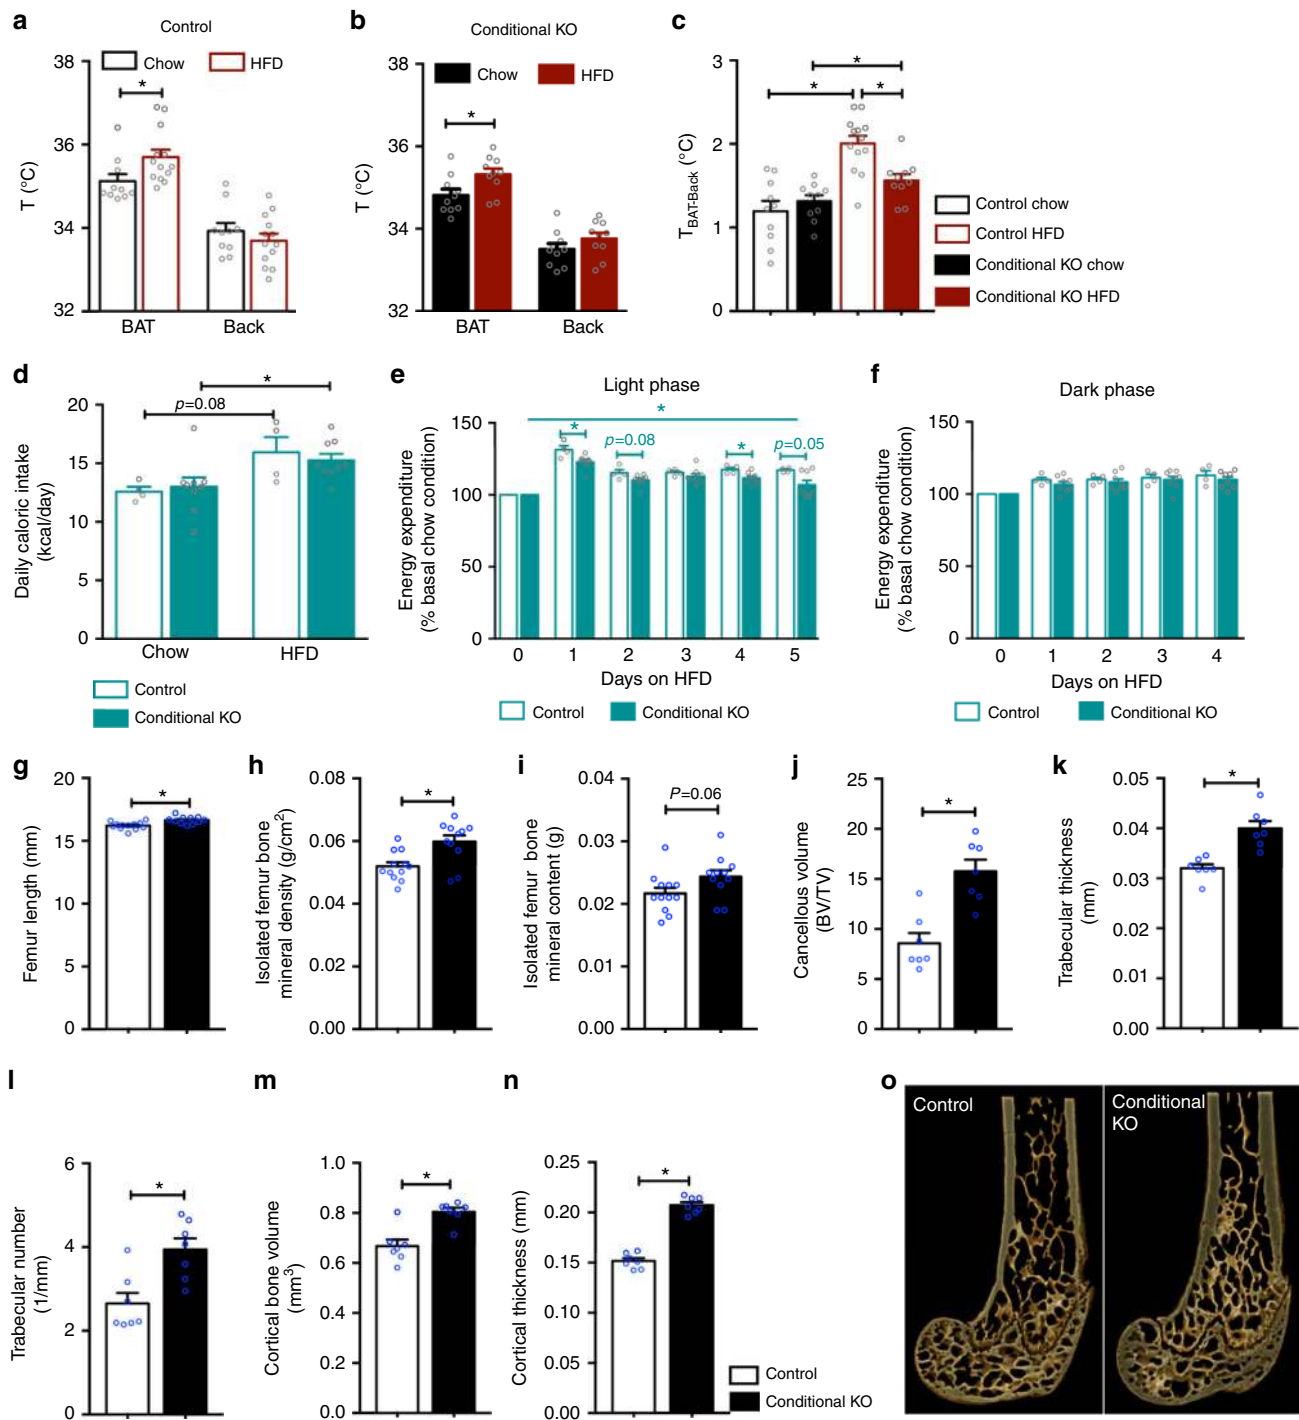 a
Control
Chow
HFD
T (°C)
38
36
34
32
*
BAT
Back
b
Conditional KO
Chow
HFD
T (°C)
38
36
34
32
*
BAT
Back
c
T BAT-Back (°C)
3
2
1
0
*
*
*
Control chow
Control HFD
Conditional KO chow
Conditional KO HFD
d
Daily caloric intake
(kcal/day)
20
15
10
5
0
*
p=0.08
Chow
HFD
Control
Conditional KO
e
Light phase
Energy expenditure
(% basal chow condition)
150
100
50
0
*
*
p=0.08
*
p=0.05
0 1 2 3 4 5
Days on HFD
Control
Conditional KO
f
Dark phase
Energy expenditure
(% basal chow condition)
150
100
50
0
0 1 2 3 4
Days on HFD
Control
Conditional KO
g
Femur length (mm)
20
15
10
5
0
*
h
Isolated femur bone
mineral density (g/cm2)
0.08
0.06
0.04
0.02
0.00
*
i
Isolated femur bone
mineral content (g)
0.04
0.03
0.02
0.01
0.00
P=0.06
j
Cancellous volume
(BV/TV)
25
20
15
10
5
0
*
k
Trabecular thickness
(mm)
0.05
0.04
0.03
0.02
0.01
0.00
*
l
Trabecular number
(1/mm)
6
4
2
0
*
m
Cortical bone volume
(mm3)
1.0
0.8
0.6
0.4
0.2
0.0
*
n
Cortical thickness (mm)
0.25
0.20
0.15
0.10
0.05
0.00
*
Control
Conditional KO
o
Control
Conditional
KO